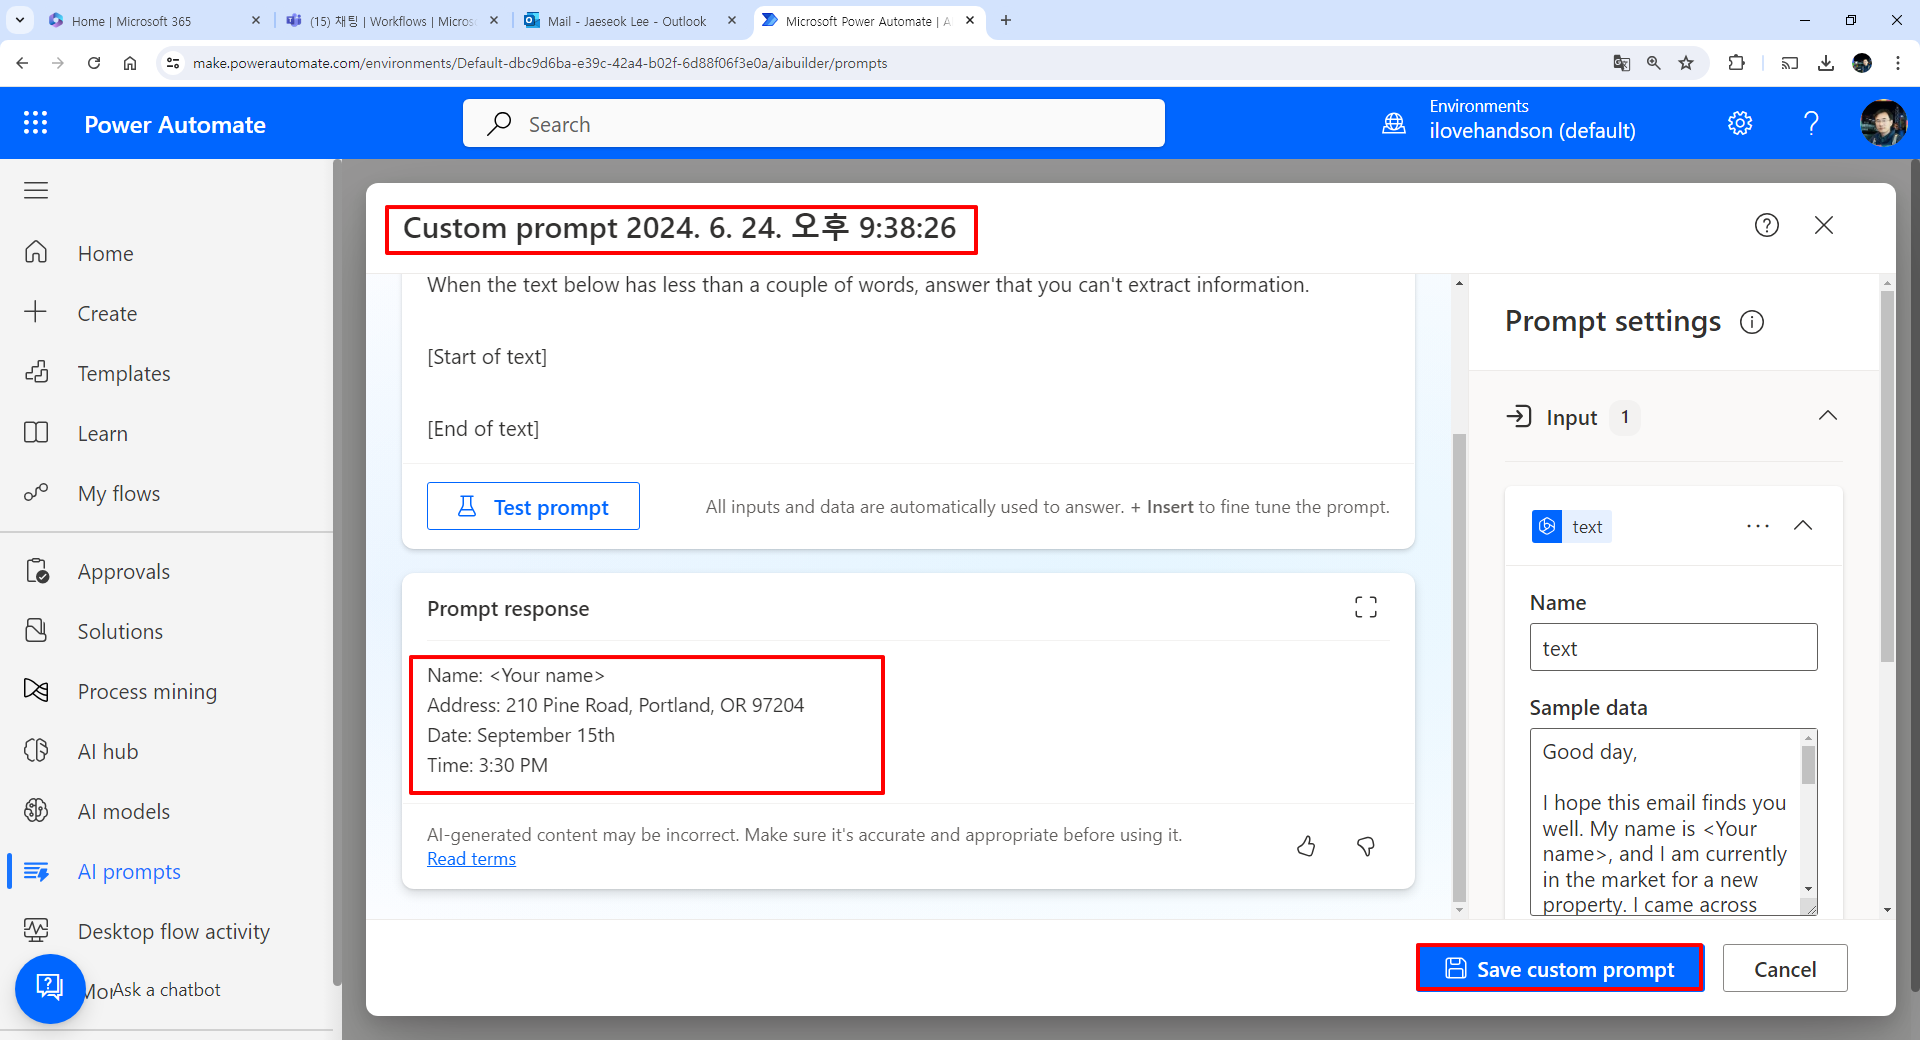 Home | Microsoft 365
(15) 채팅 | Workflows | Micros
Mail - Jaeseok Lee - Outlook
Microsoft Power Automate | A
make.powerautomate.com/environments/Default-dbc9d6ba-e39c-42a4-b02f-6d88f06f3e0a/aibuilder/prompts
Power Automate
Search
Environments
ilovehandson (default)
Home
Create
Templates
Learn
My flows
Approvals
Solutions
Process mining
AI hub
AI models
AI prompts
Desktop flow activity
Mor
Ask a chatbot
Custom prompt 2024. 6. 24. 오후 9:38:26
When the text below has less than a couple of words, answer that you can't extract information.
[Start of text]
[End of text]
Test prompt
All inputs and data are automatically used to answer. + Insert to fine tune the prompt.
Prompt response
Name: <Your name>
Address: 210 Pine Road, Portland, OR 97204
Date: September 15th
Time: 3:30 PM
AI-generated content may be incorrect. Make sure it's accurate and appropriate before using it.
Read terms
Prompt settings
Input 1
text
Name
text
Sample data
Good day,
I hope this email finds you
well. My name is <Your
name>, and I am currently
in the market for a new
property. I came across
Save custom prompt
Cancel